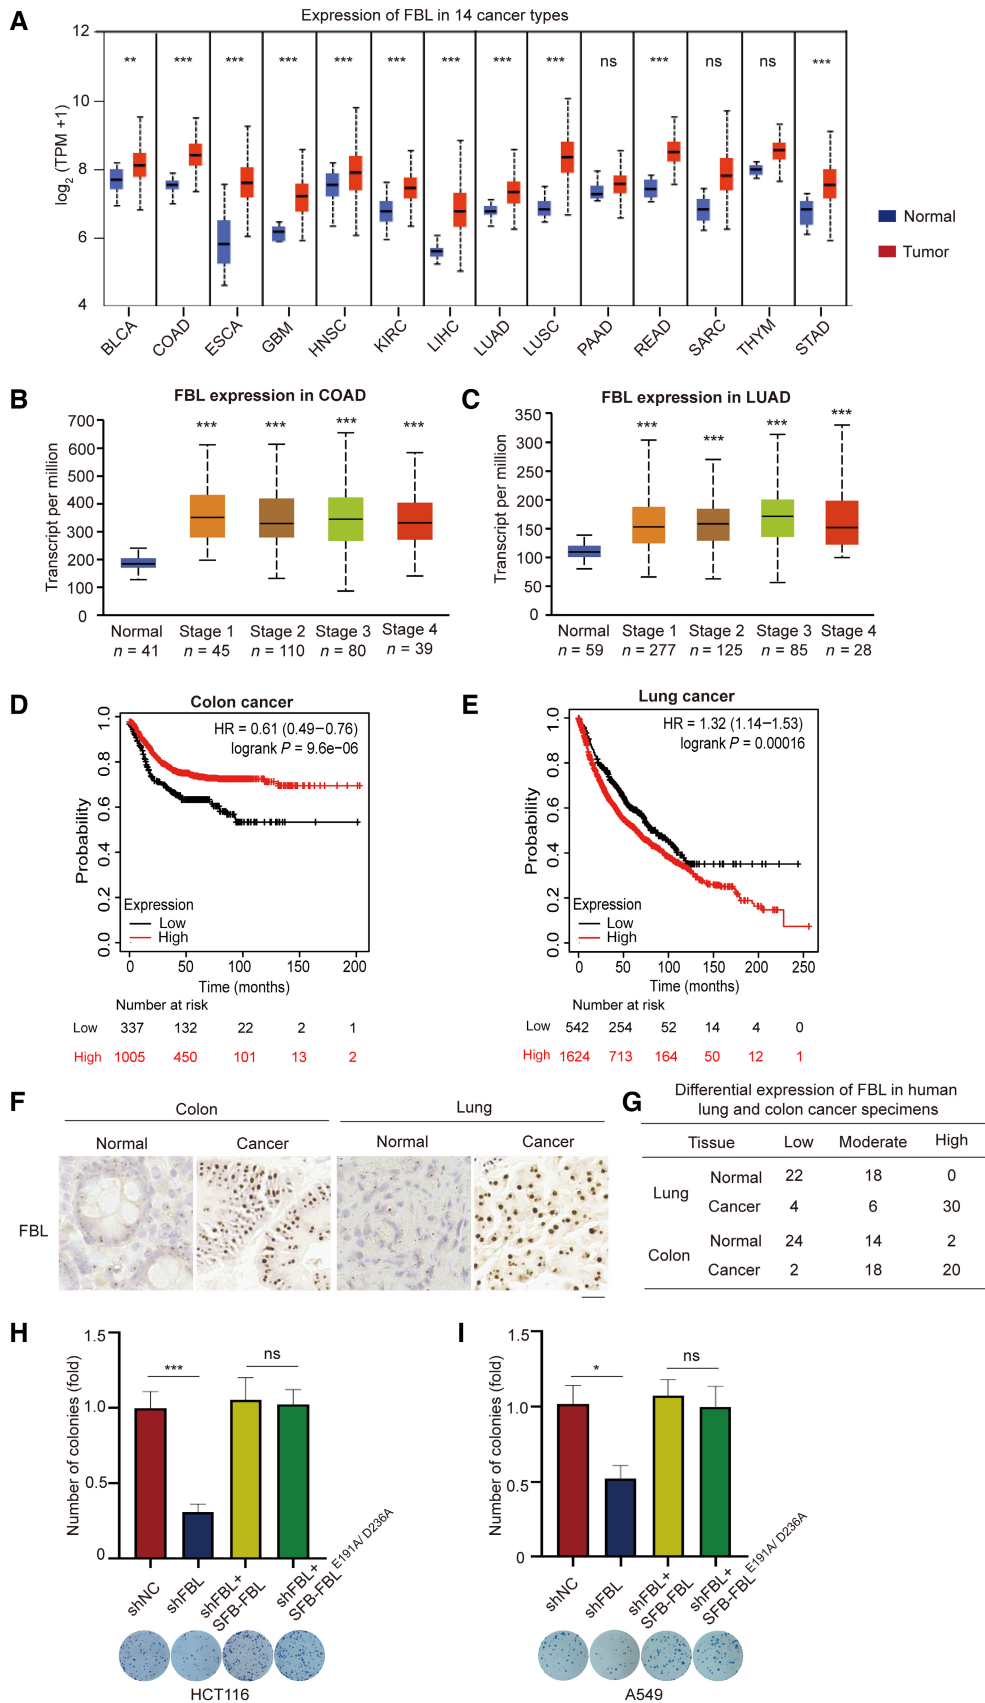 A
Expression of FBL in 14 cancer types
log2 (TPM +1)
12
10
8
6
4
** *** *** *** *** *** *** *** *** ns *** ns ns ***
BLCA COAD ESCA GBM HNSC KIRC LIHC LUAD LUSC PAAD READ SARC THYM STAD
Normal
Tumor
B
FBL expression in COAD
Transcript per million
700
600
500
400
300
200
100
0
*** *** *** ***
Normal Stage 1 Stage 2 Stage 3 Stage 4
n = 41 n = 45 n = 110 n = 80 n = 39
C
FBL expression in LUAD
Transcript per million
350
300
250
200
150
100
50
0
*** *** *** ***
Normal Stage 1 Stage 2 Stage 3 Stage 4
n = 59 n = 277 n = 125 n = 85 n = 28
D
Colon cancer
HR = 0.61 (0.49−0.76)
logrank P = 9.6e−06
Probability
1.0
0.8
0.6
0.4
0.2
0.0
Expression
Low
High
0 50 100 150 200
Time (months)
Number at risk
Low 337 132 22 2 1
High 1005 450 101 13 2
E
Lung cancer
HR = 1.32 (1.14−1.53)
logrank P = 0.00016
Probability
1.0
0.8
0.6
0.4
0.2
0.0
Expression
Low
High
0 50 100 150 200 250
Time (months)
Number at risk
Low 542 254 52 14 4 0
High 1624 713 164 50 12 1
F
Colon Lung
Normal Cancer Normal Cancer
FBL
G
Differential expression of FBL in human
lung and colon cancer specimens
Tissue Low Moderate High
Lung Normal 22 18 0
Cancer 4 6 30
Colon Normal 24 14 2
Cancer 2 18 20
H
Number of colonies (fold)
1.5
1.0
0.5
0
*** ns
shNC
shFBL
shFBL+
SFB-FBL
shFBL+
SFB-FBL E191A/ D236A
HCT116
I
Number of colonies (fold)
1.5
1.0
0.5
0
* ns
shNC
shFBL
shFBL+
SFB-FBL
shFBL+
SFB-FBL E191A/ D236A
A549